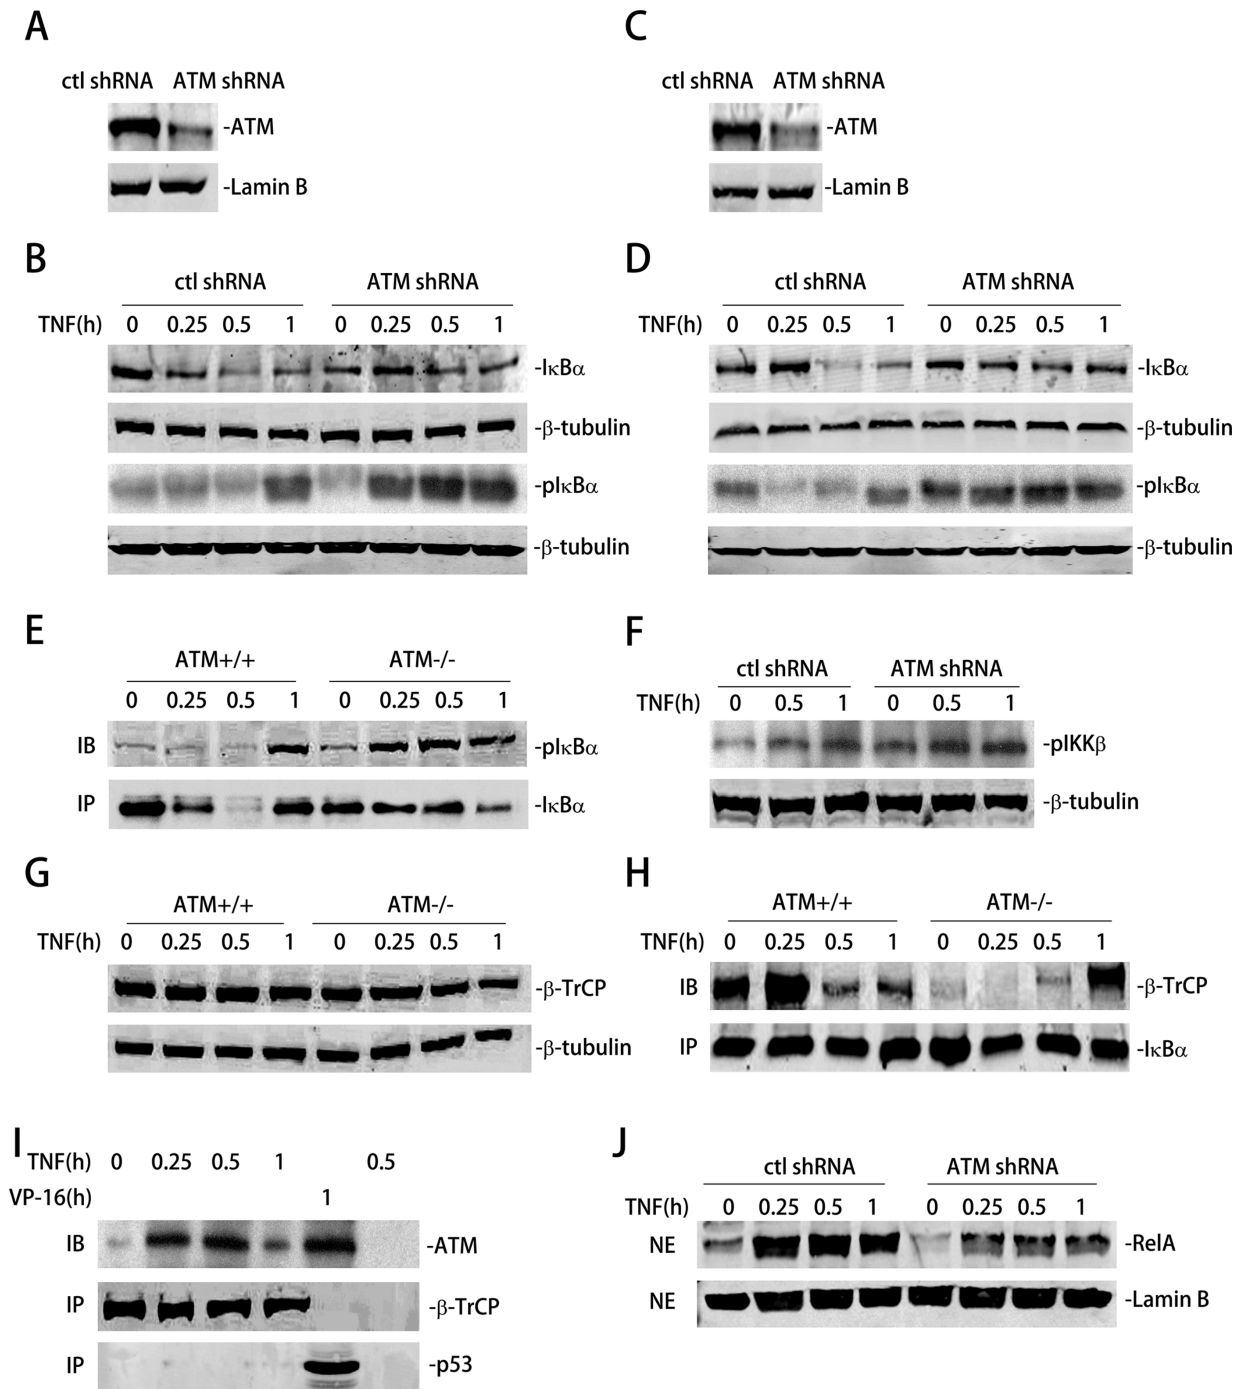 A
ctl shRNA ATM shRNA
-ATM
-Lamin B
C
ctl shRNA ATM shRNA
-ATM
-Lamin B
B
ctl shRNA ATM shRNA
TNF(h) 0 0.25 0.5 1 0 0.25 0.5 1
-IκBα
-β-tubulin
-pIκBα
-β-tubulin
D
ctl shRNA ATM shRNA
0 0.25 0.5 1 0 0.25 0.5 1
-IκBα
-β-tubulin
-pIκBα
-β-tubulin
E
ATM+/+ ATM-/-
0 0.25 0.5 1 0 0.25 0.5 1
IB -pIκBα
IP -IκBα
F
ctl shRNA ATM shRNA
TNF(h) 0 0.5 1 0 0.5 1
-pIKKβ
-β-tubulin
G
ATM+/+ ATM-/-
TNF(h) 0 0.25 0.5 1 0 0.25 0.5 1
-β-TrCP
-β-tubulin
H
ATM+/+ ATM-/-
TNF(h) 0 0.25 0.5 1 0 0.25 0.5 1
IB -β-TrCP
IP -IκBα
I
TNF(h) 0 0.25 0.5 1 0.5
VP-16(h) 1
IB -ATM
IP -β-TrCP
IP -p53
J
ctl shRNA ATM shRNA
TNF(h) 0 0.25 0.5 1 0 0.25 0.5 1
NE -RelA
NE -Lamin B